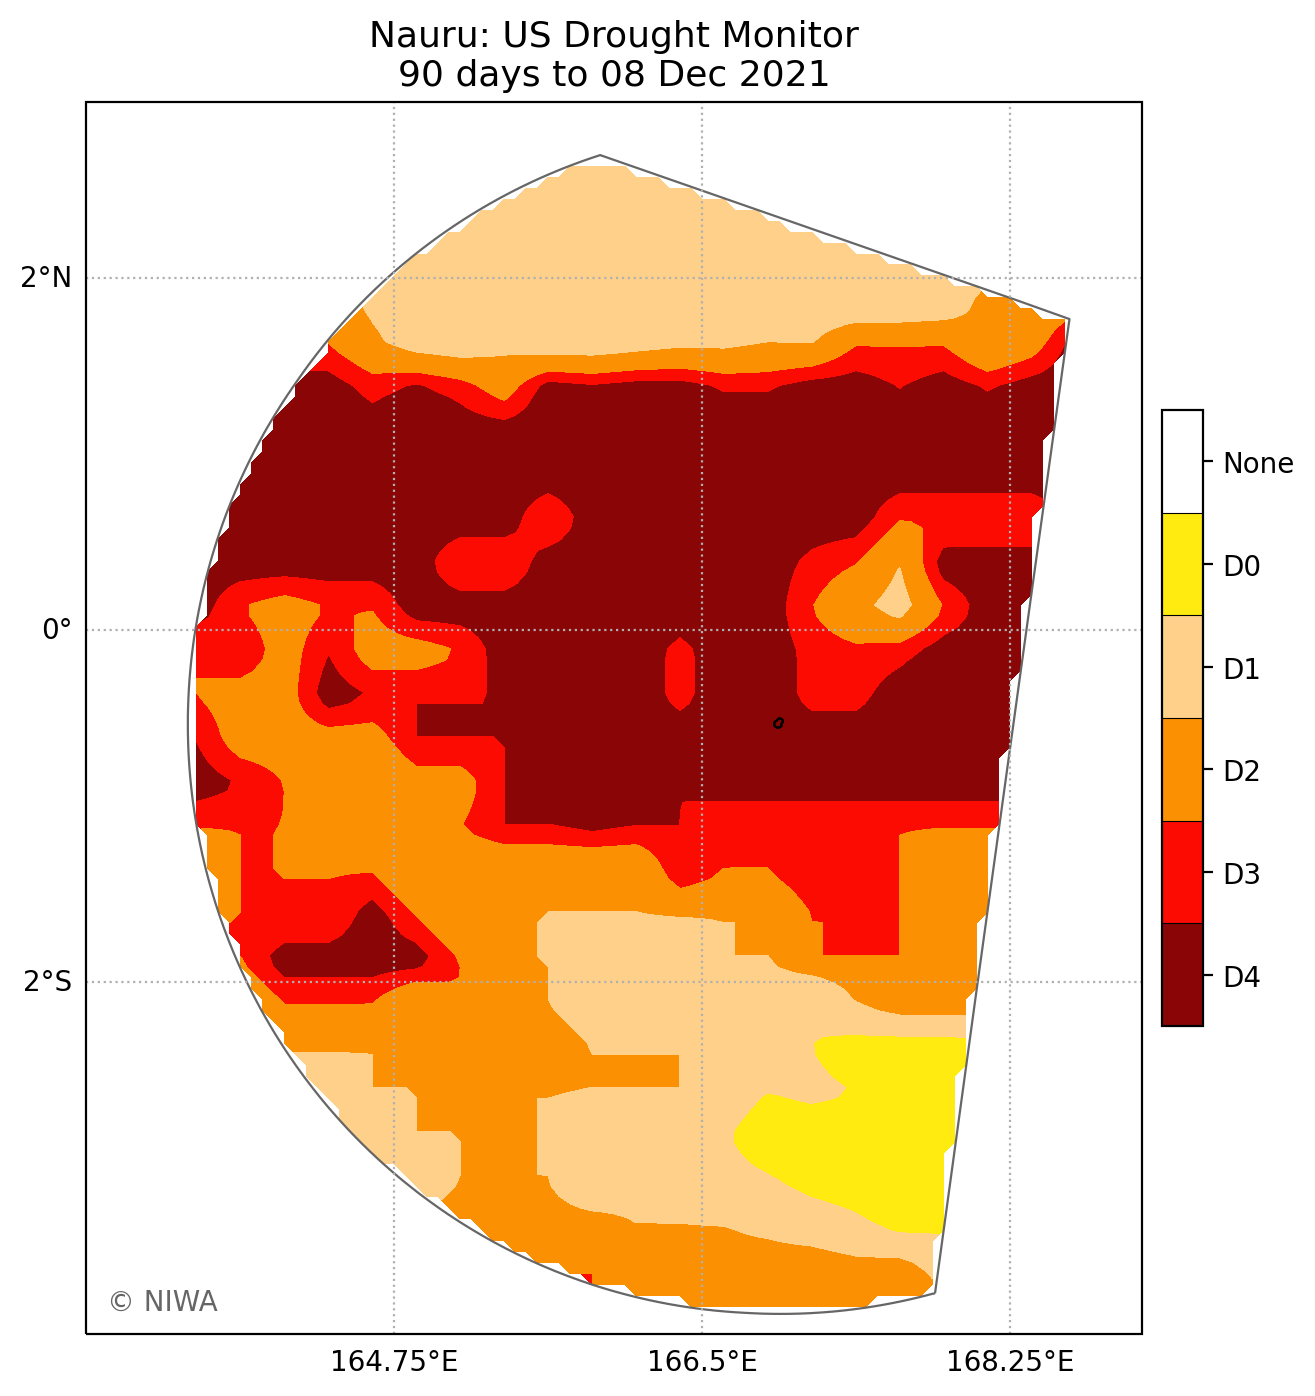 Nauru: US Drought Monitor
90 days to 08 Dec 2021
2°N
0°
2°S
164.75°E
166.5°E
168.25°E
None
D0
D1
D2
D3
D4
© NIWA